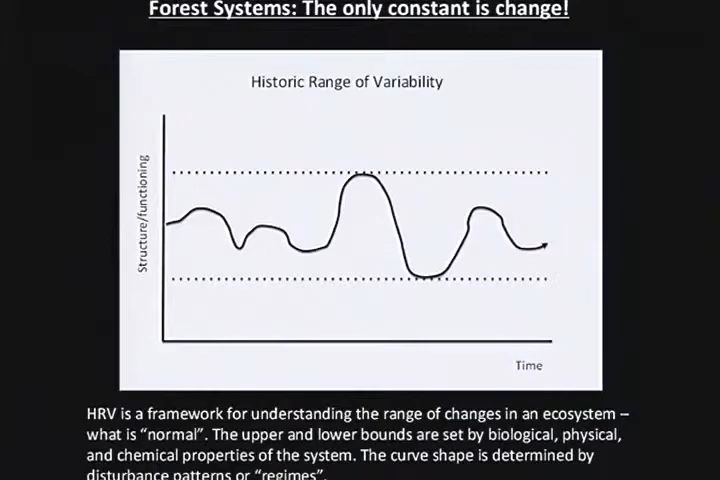 Forest Systems: The only constant is change!
Historic Range of Variability
Structure/functioning
Time
HRV is a framework for understanding the range of changes in an ecosystem –
what is “normal”. The upper and lower bounds are set by biological, physical,
and chemical properties of the system. The curve shape is determined by
disturbance patterns or “regimes”.